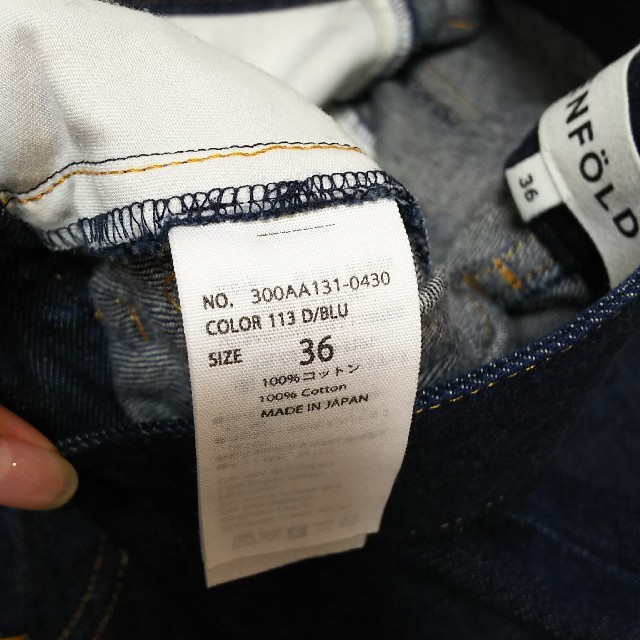 NO. 300AA131-0430
COLOR 113 D/BLU
SIZE 36
100%コットン
100% Cotton
MADE IN JAPAN
NFÖLD
36